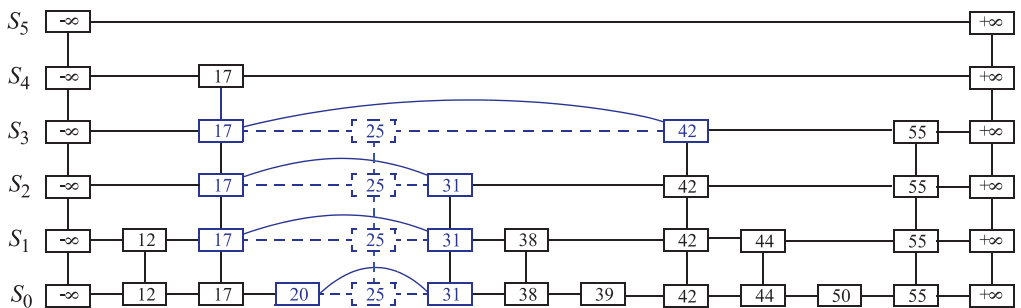 S5 -∞ +∞
S4 -∞ 17 +∞
S3 -∞ 17 25 42 55 +∞
S2 -∞ 17 25 31 42 55 +∞
S1 -∞ 12 17 25 31 38 42 44 55 +∞
S0 -∞ 12 17 20 25 31 38 39 42 44 50 55 +∞